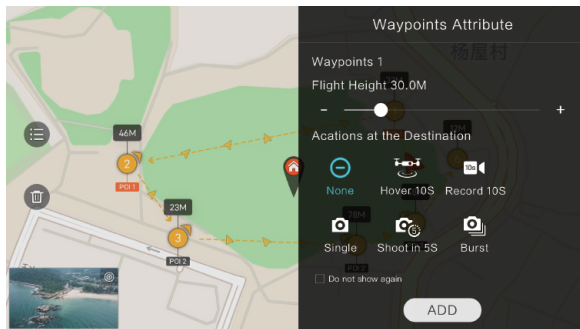 Waypoints Attribute
杨屋村
Waypoints 1
Flight Height 30.0M
- +
Acations at the Destination
46M
2
POI 1
10s
None
Hover 10S
Record 10S
23M
3
POI 2
78M
5
Single
Shoot in 5S
Burst
Do not show again
ADD